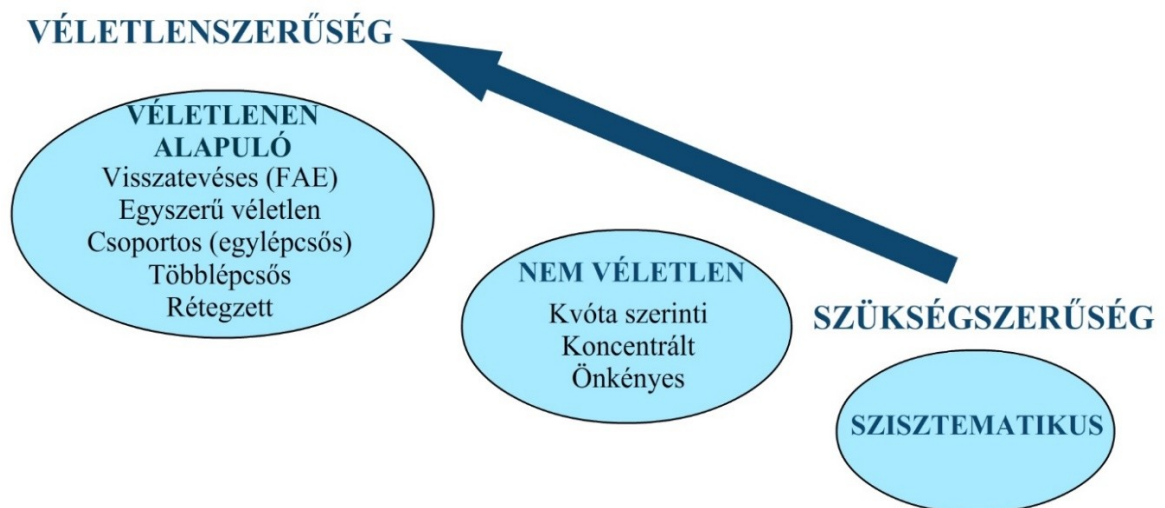 VÉLETLENSZERŰSÉG
VÉLETLENEN
ALAPULÓ
Visszatevéses (FAE)
Egyszerű véletlen
Csoportos (egylépcsős)
Többlépcsős
Rétegzett
NEM VÉLETLEN
Kvóta szerinti
Koncentrált
Önkényes
SZÜKSÉGSZERŰSÉG
SZISZTEMATIKUS